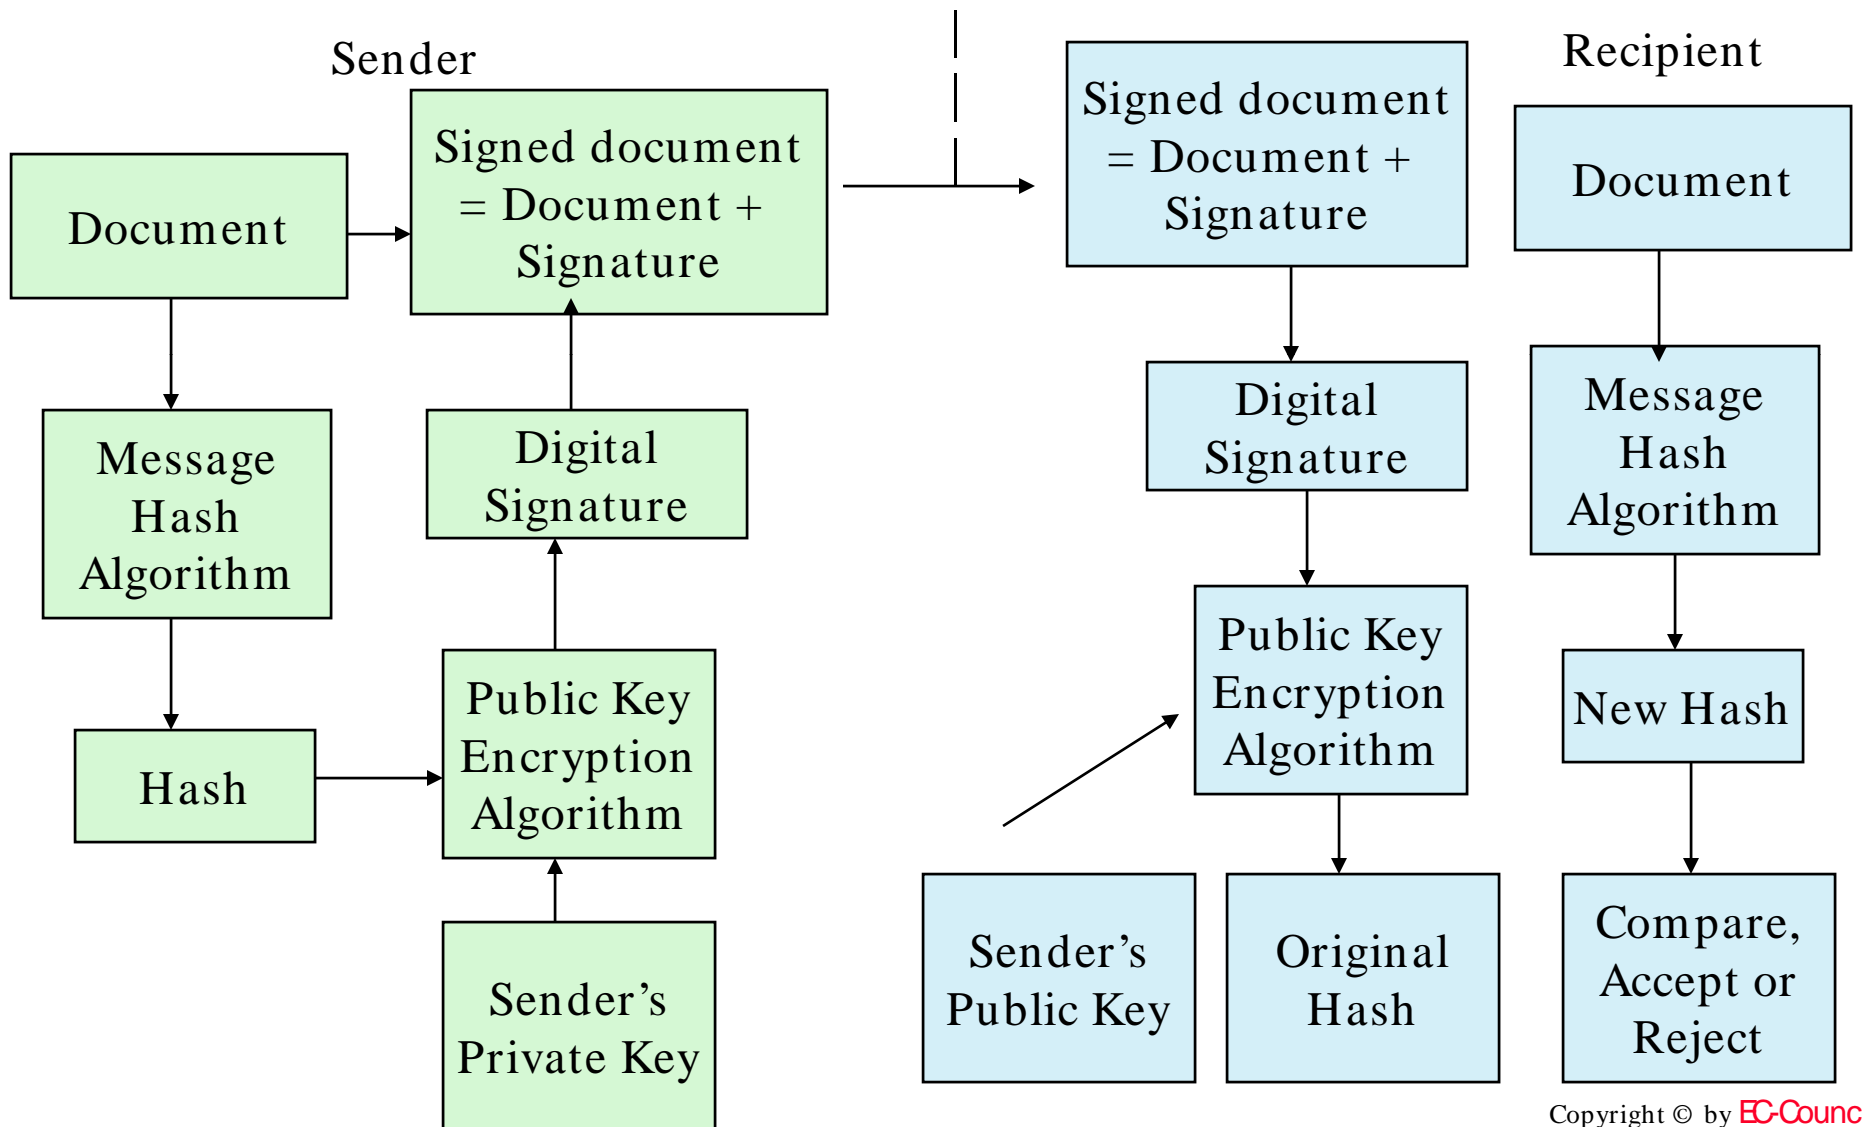 Sender
Document
Signed document
= Document +
Signature
Message
Hash
Algorithm
Digital
Signature
Hash
Public Key
Encryption
Algorithm
Sender’s
Private Key
Recipient
Signed document
= Document +
Signature
Document
Digital
Signature
Message
Hash
Algorithm
Public Key
Encryption
Algorithm
New Hash
Sender’s
Public Key
Original
Hash
Compare,
Accept or
Reject
Copyright © by EC-Counc